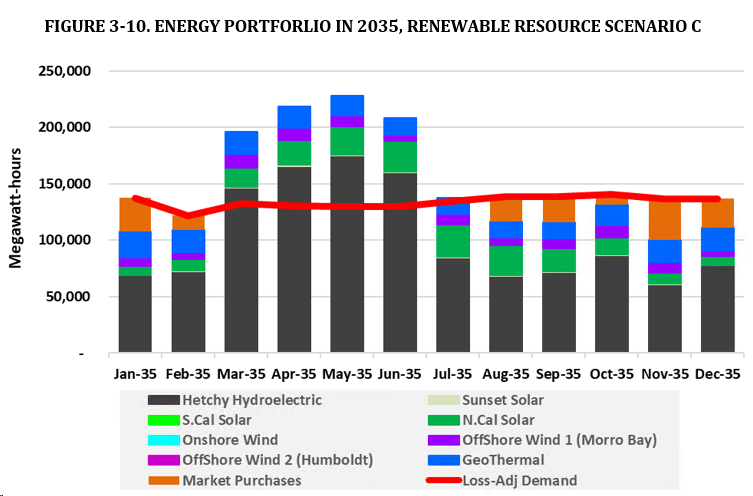 FIGURE 3-10. ENERGY PORTFORLIO IN 2035, RENEWABLE RESOURCE SCENARIO C
250,000
200,000
150,000
100,000
50,000
-
Megawatt-hours
Jan-35 Feb-35 Mar-35 Apr-35 May-35 Jun-35 Jul-35 Aug-35 Sep-35 Oct-35 Nov-35 Dec-35
Hetchy Hydroelectric Sunset Solar
S.Cal Solar N.Cal Solar
Onshore Wind OffShore Wind 1 (Morro Bay)
OffShore Wind 2 (Humboldt) GeoThermal
Market Purchases Loss-Adj Demand